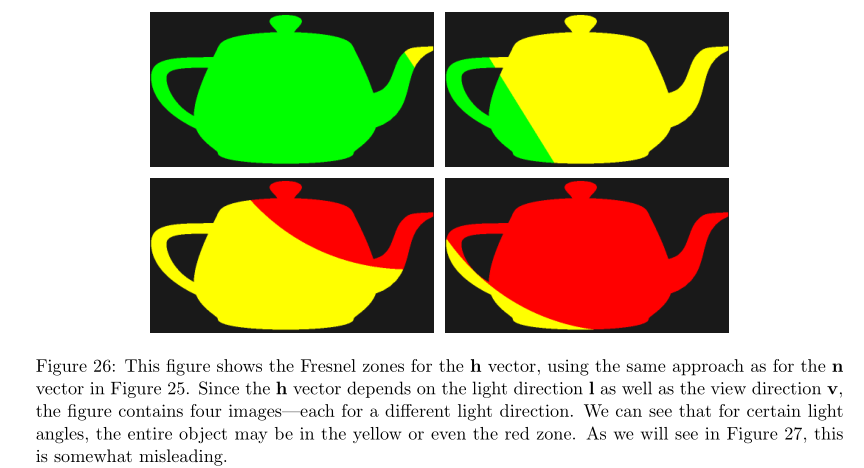 Figure 26: This figure shows the Fresnel zones for the h vector, using the same approach as for the n
vector in Figure 25. Since the h vector depends on the light direction l as well as the view direction v,
the figure contains four images—each for a different light direction. We can see that for certain light
angles, the entire object may be in the yellow or even the red zone. As we will see in Figure 27, this
is somewhat misleading.